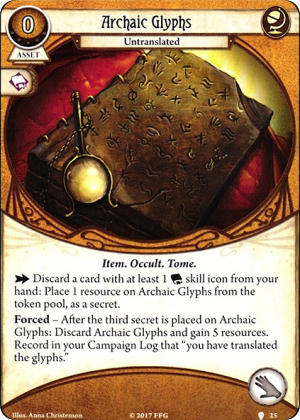 0
Archaic Glyphs
Untranslated
ASSET
Item. Occult. Tome.
Discard a card with at least 1 skill icon from your
hand: Place 1 resource on Archaic Glyphs from the
token pool, as a secret.
Forced – After the third secret is placed on Archaic
Glyphs: Discard Archaic Glyphs and gain 5 resources.
Record in your Campaign Log that "you have translated
the glyphs."
Illus. Anna Christenson
© 2017 FFG
25